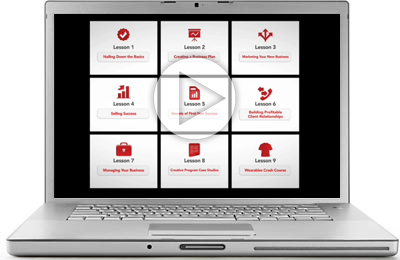 Lesson 1
Nailing Down the Basics
Lesson 2
Creating a Business Plan
Lesson 3
Marketing Your New Business
Lesson 4
Selling Success
Lesson 5
Lesson 6
Building Profitable
Client Relationships
Lesson 7
Managing Your Business
Lesson 8
Creative Program Case Studies
Lesson 9
Wearables Crash Course